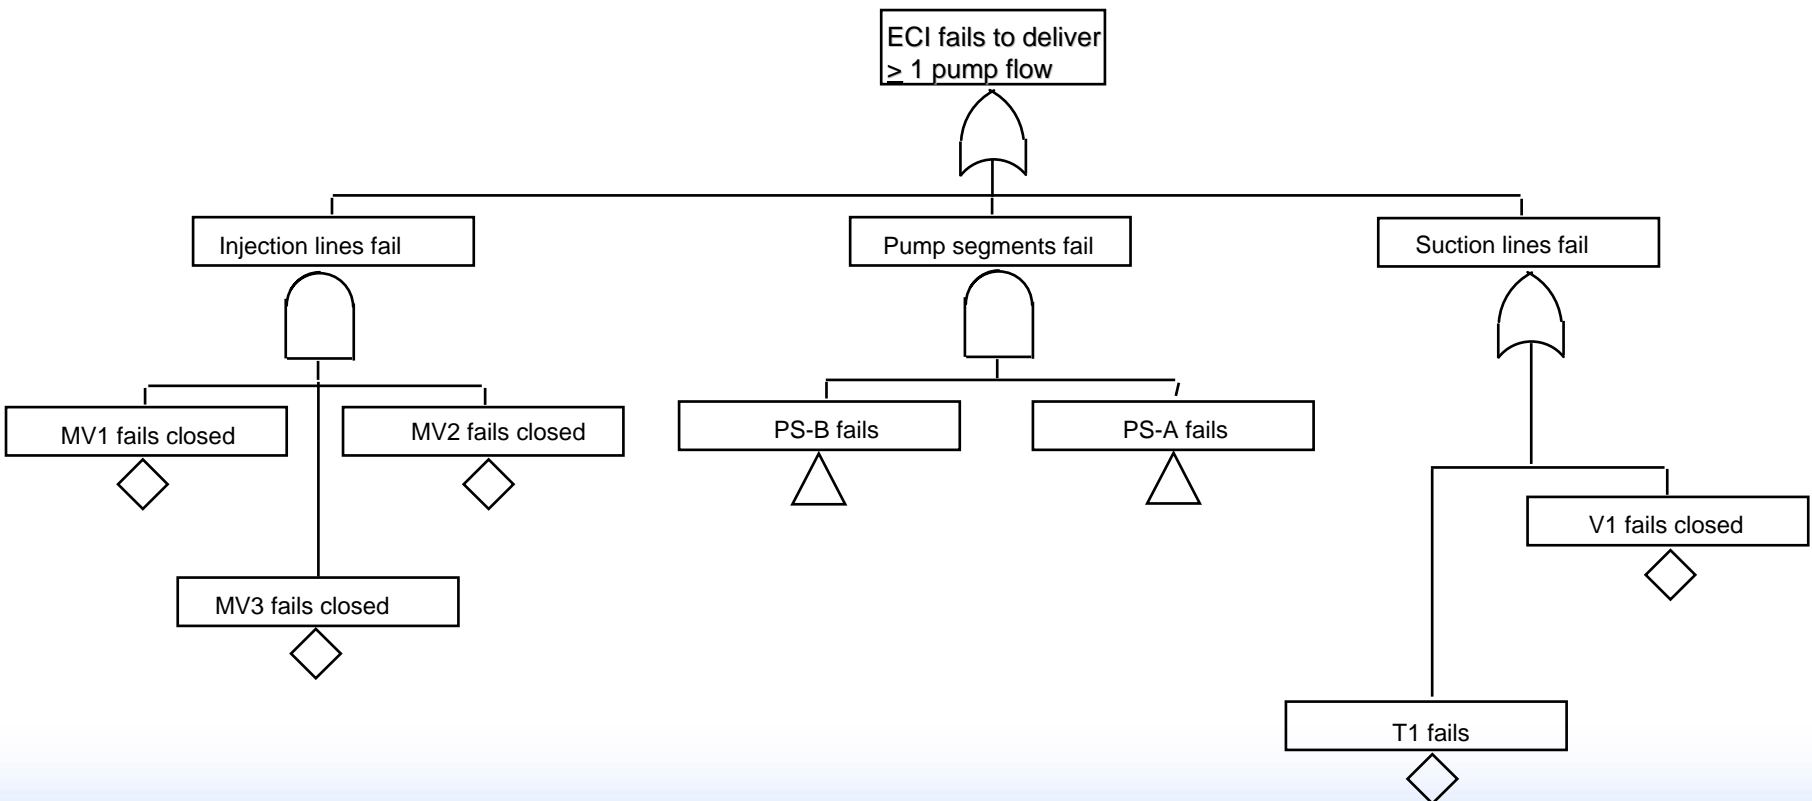 ECI fails to deliver
≥ 1 pump flow
Injection lines fail
Pump segments fail
Suction lines fail
MV1 fails closed
MV2 fails closed
PS-B fails
PS-A fails
V1 fails closed
MV3 fails closed
T1 fails